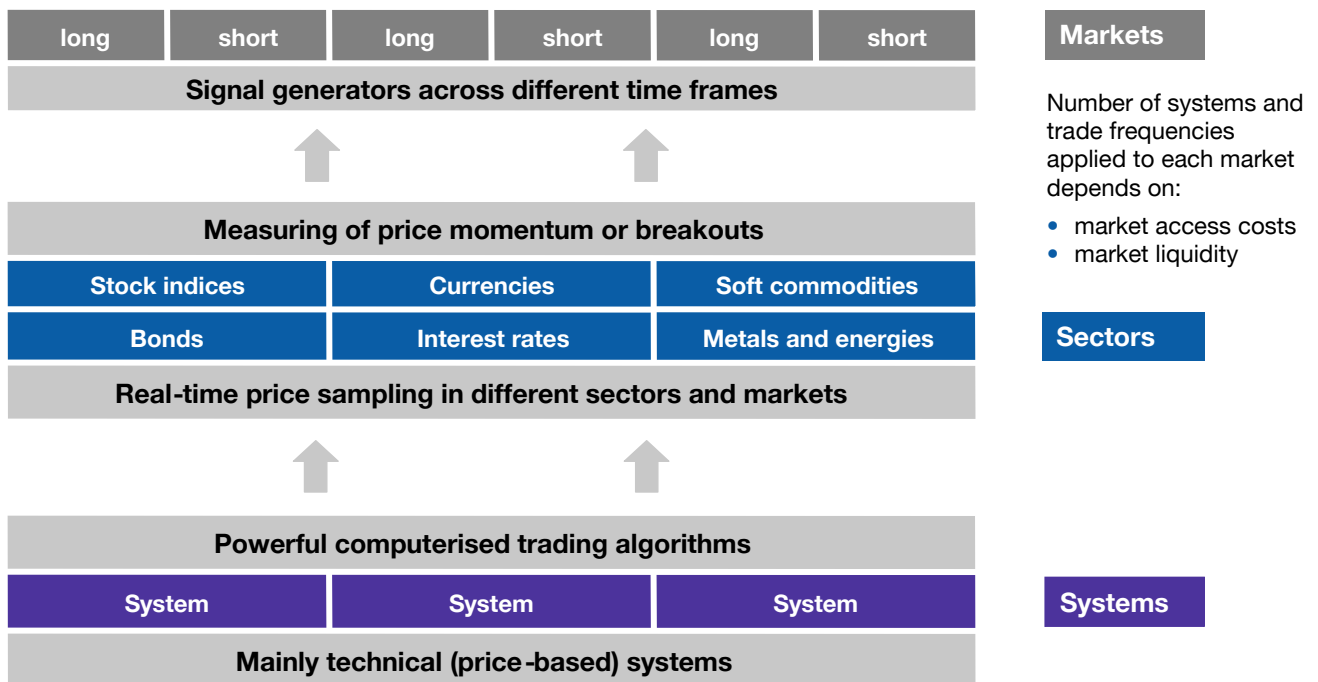 long short long short long short
Signal generators across different time frames
Measuring of price momentum or breakouts
Stock indices Currencies Soft commodities
Bonds Interest rates Metals and energies
Real-time price sampling in different sectors and markets
Powerful computerised trading algorithms
System System System
Mainly technical (price-based) systems
Markets
Number of systems and
trade frequencies
applied to each market
depends on:
• market access costs
• market liquidity
Sectors
Systems